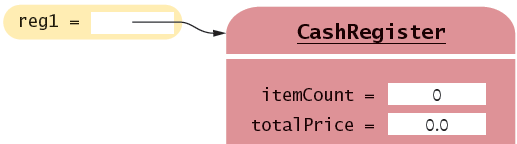 reg1 =
CashRegister
itemCount = 0
totalPrice = 0.0